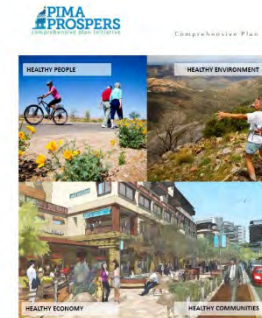 PIMA
PROSPERS
comprehensive plan initiative
Comprehensive Plan
HEALTHY PEOPLE
HEALTHY ENVIRONMENT
HEALTHY ECONOMY
HEALTHY COMMUNITIES